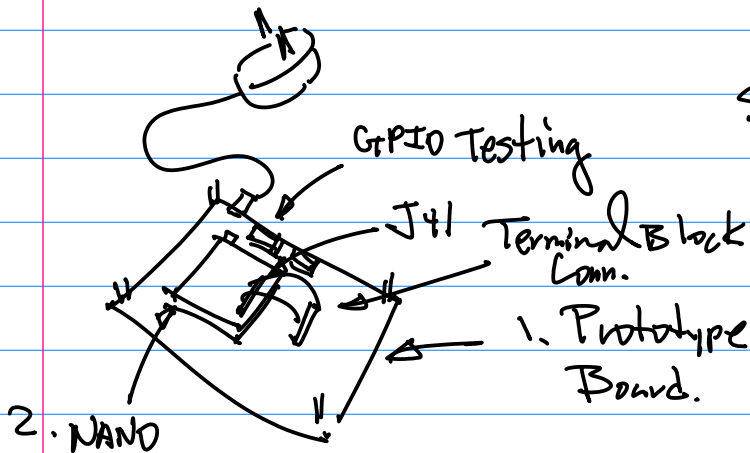 GPIO Testing
J41
Terminal Block
Conn.
1. Prototype
Board.
2. NANO